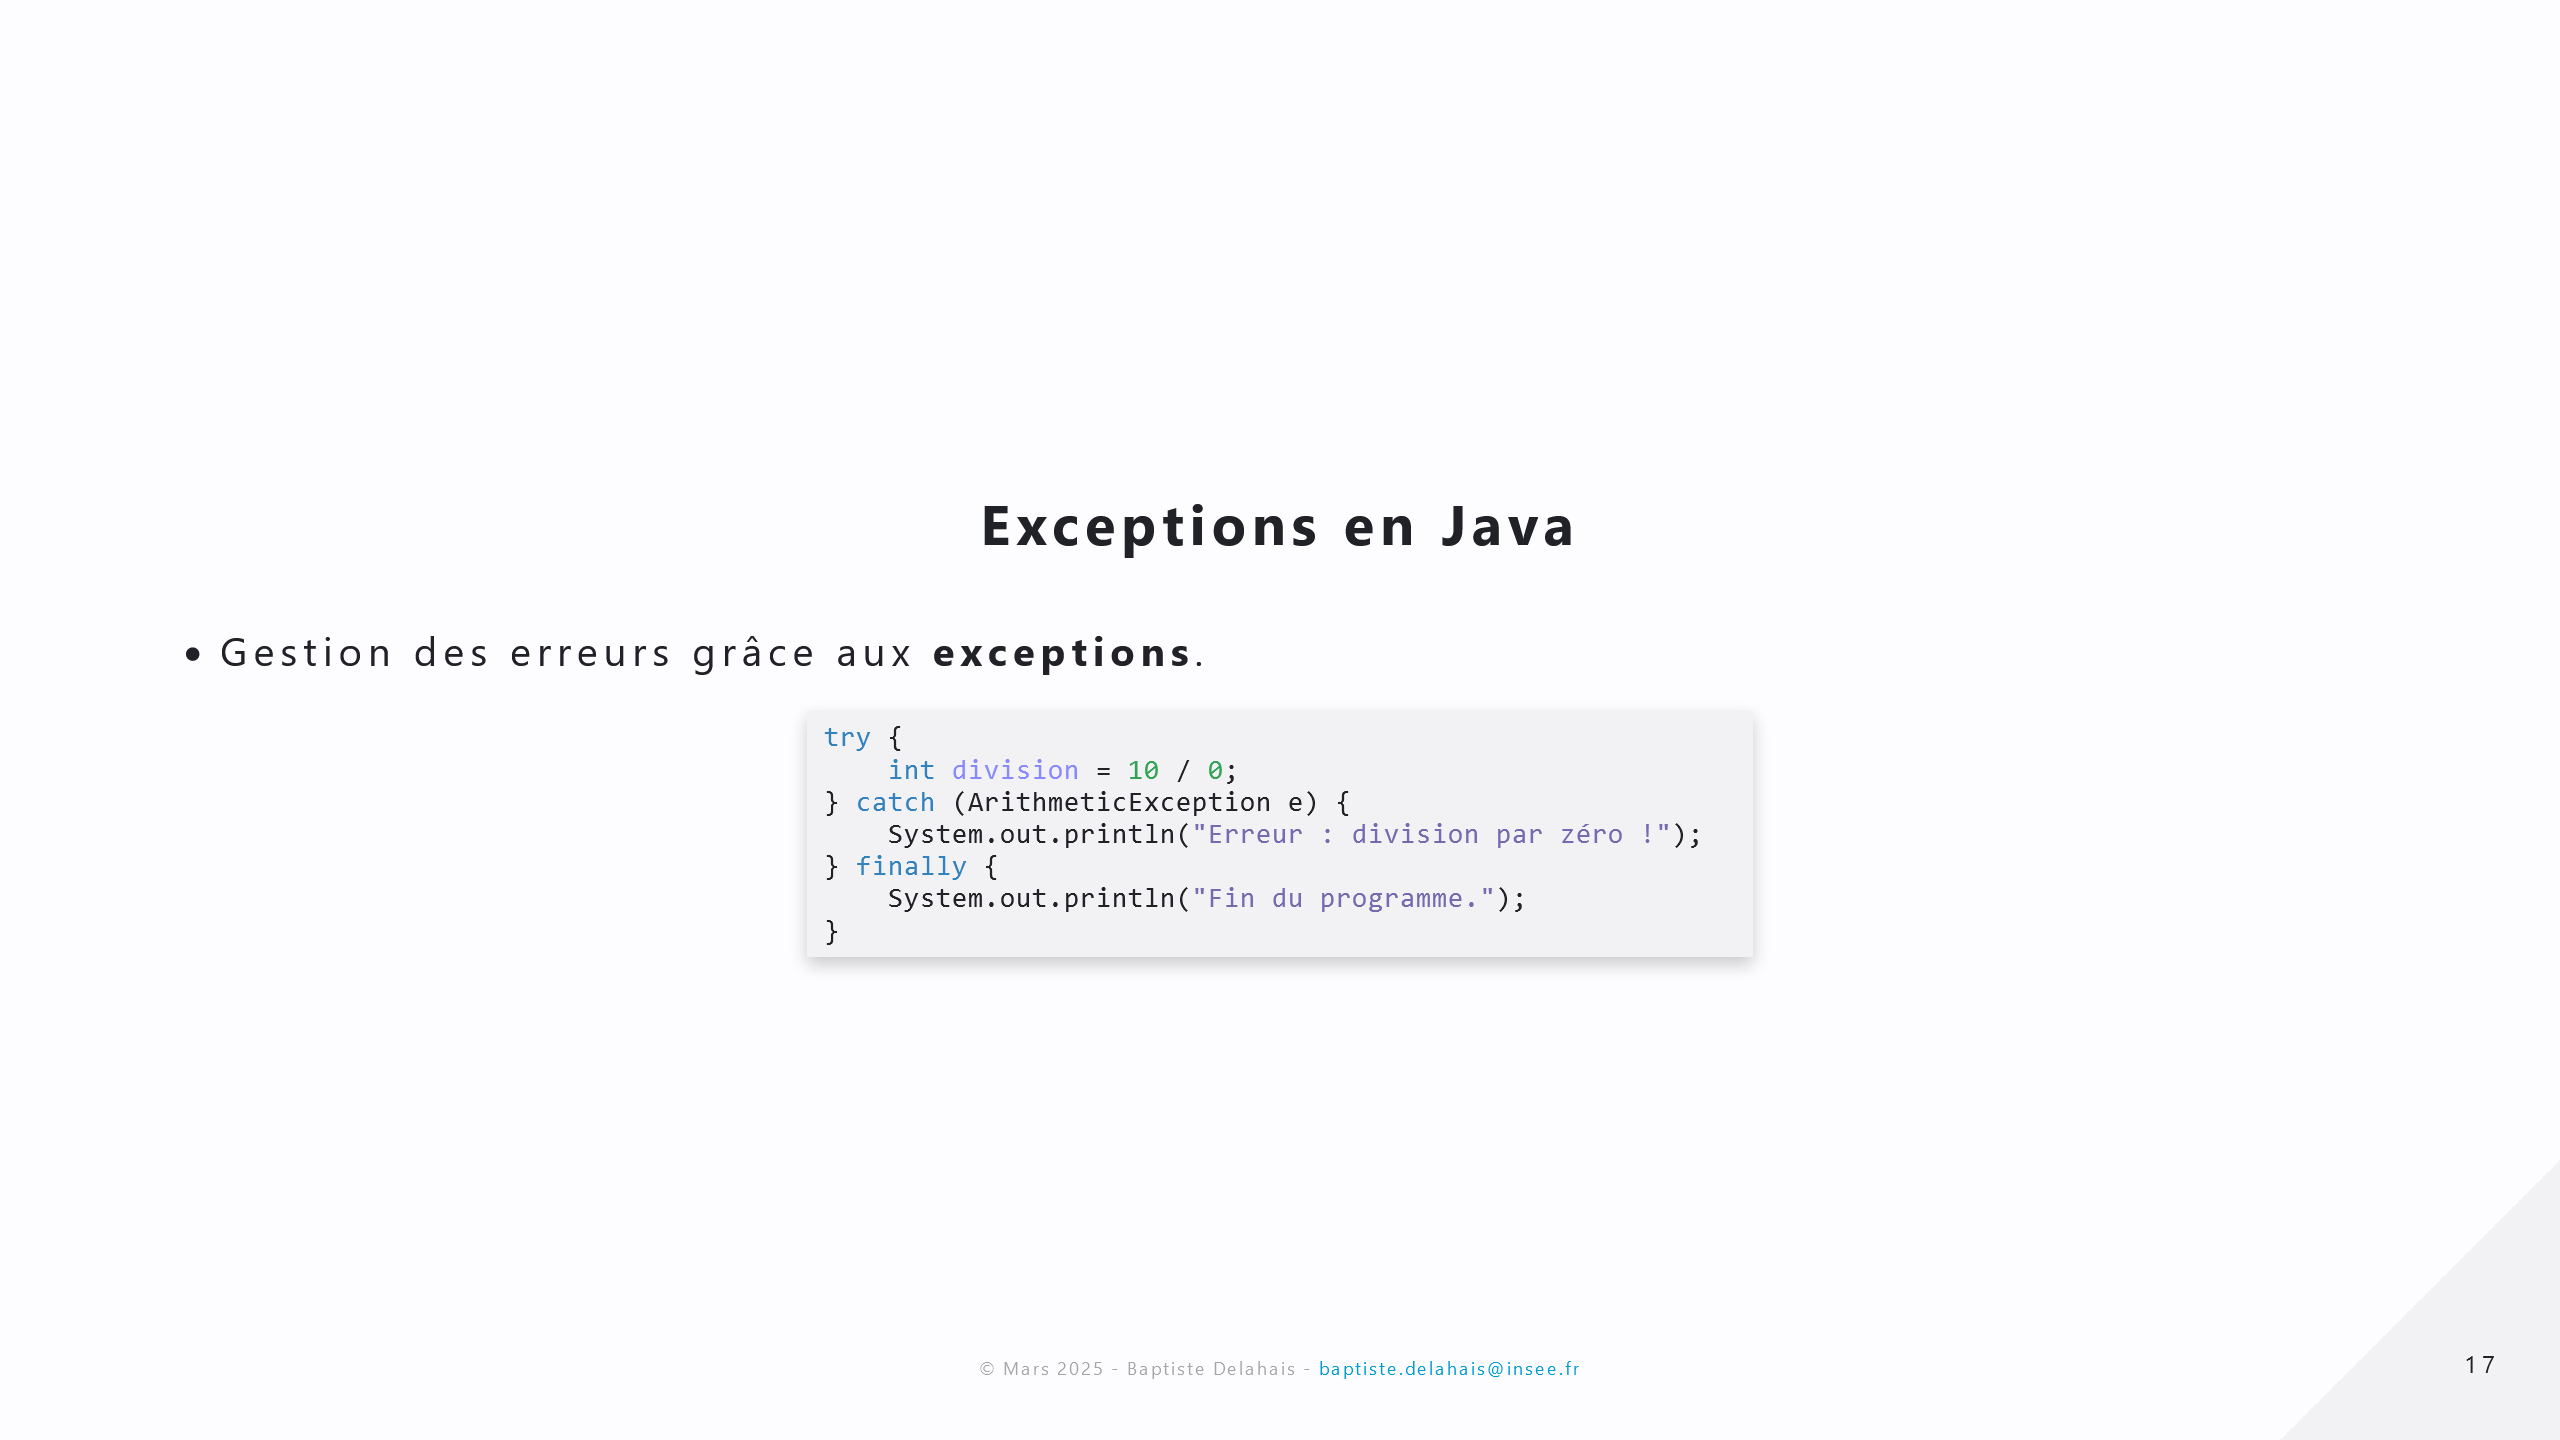 Exceptions en Java
• Gestion des erreurs grâce aux exceptions.
try {
    int division = 10 / 0;
} catch (ArithmeticException e) {
    System.out.println("Erreur : division par zéro !");
} finally {
    System.out.println("Fin du programme.");
}
© Mars 2025 - Baptiste Delahais - baptiste.delahais@insee.fr
17